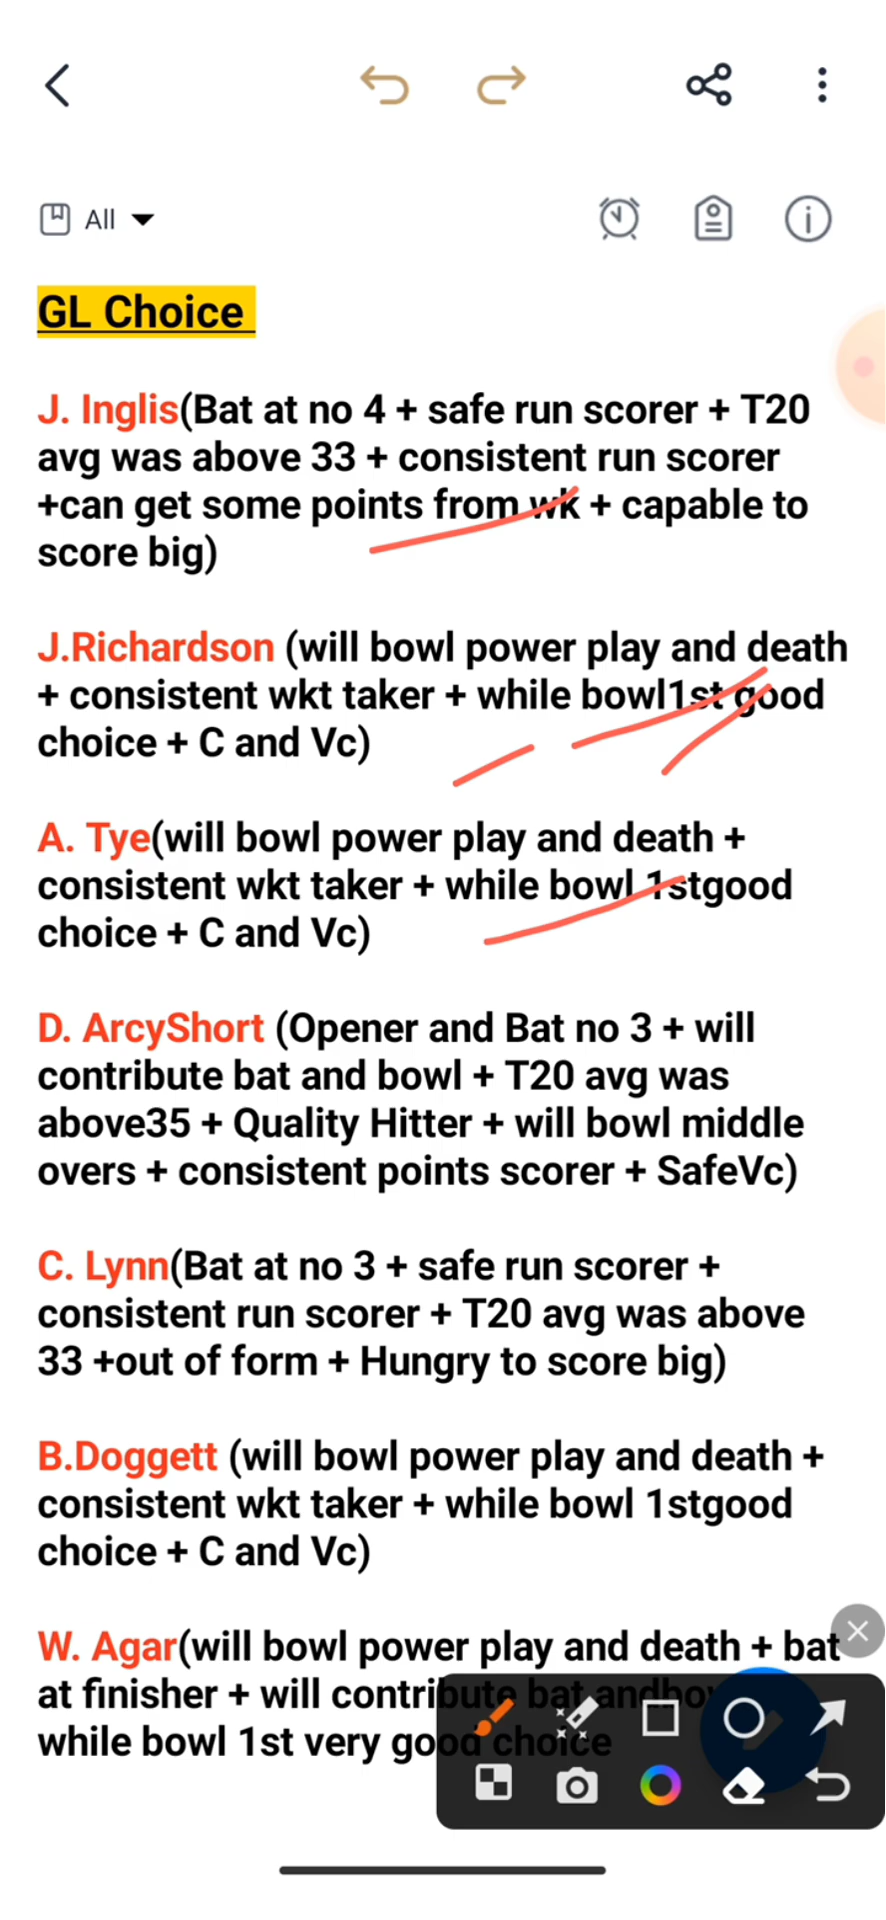 All
GL Choice
J. Inglis(Bat at no 4 + safe run scorer + T20
avg was above 33 + consistent run scorer
+can get some points from wk + capable to
score big)
J.Richardson (will bowl power play and death
+ consistent wkt taker + while bowl1st good
choice + C and Vc)
A. Tye(will bowl power play and death +
consistent wkt taker + while bowl 1stgood
choice + C and Vc)
D. ArcyShort (Opener and Bat no 3 + will
contribute bat and bowl + T20 avg was
above35 + Quality Hitter + will bowl middle
overs + consistent points scorer + SafeVc)
C. Lynn(Bat at no 3 + safe run scorer +
consistent run scorer + T20 avg was above
33 +out of form + Hungry to score big)
B.Doggett (will bowl power play and death +
consistent wkt taker + while bowl 1stgood
choice + C and Vc)
W. Agar(will bowl power play and death + bat
at finisher + will contribute bat
while bowl 1st very good choice